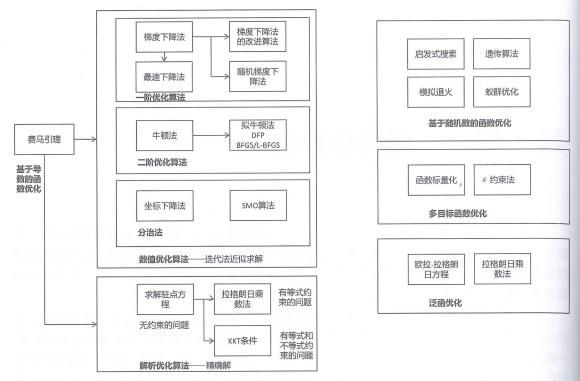 费马引理
基于导
数的函
数优化
梯度下降法
梯度下降法
的改进算法
最速下降法
随机梯度下
降法
一阶优化算法
牛顿法
拟牛顿法
DFP
BFGS/L-BFGS
二阶优化算法
坐标下降法
SMO算法
分治法
数值优化算法——迭代法近似求解
求解驻点方
程
无约束的问题
拉格朗日乘
数法
有等式约
束的问题
KKT条件
有等式和
不等式约
束的问题
解析优化算法——精确解
启发式搜索
遗传算法
模拟退火
蚁群优化
基于随机数的函数优化
函数标量化
ε约束法
多目标函数优化
欧拉-拉格朗
日方程
拉格朗日乘
数法
泛函优化